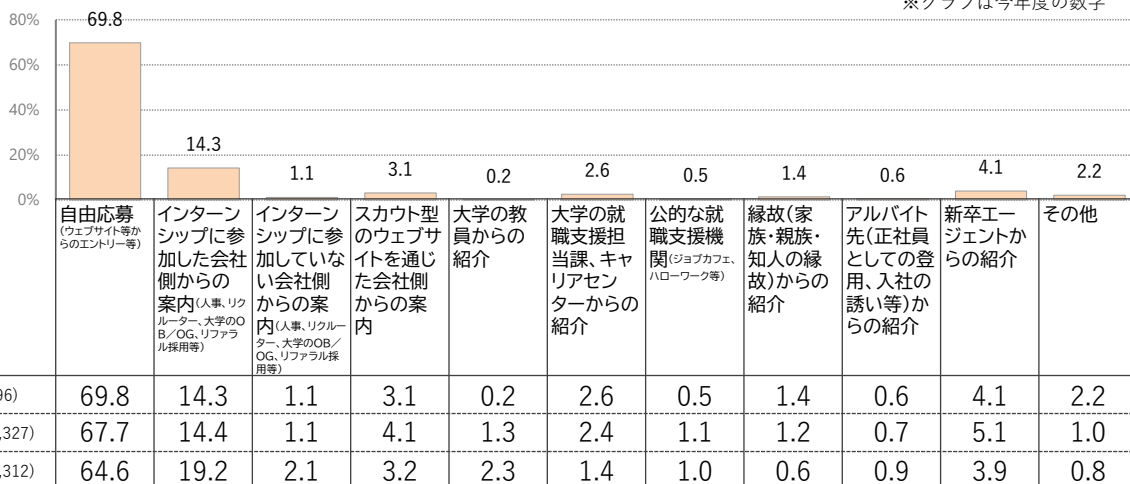 ※グラフは今年度の数字
80%
60%
40%
20%
0%
69.8
14.3
1.1
3.1
0.2
2.6
0.5
1.4
0.6
4.1
2.2
自由応募
(ウェブサイト等か
らのエントリー等)
インターン
シップに参
加した会社
側からの
案内(人事、リク
ルーター、大学のO
B/OG、リファラ
ル採用等)
インターン
シップに参
加していな
い会社側
からの案
内(人事、リクルー
ター、大学のOB/
OG、リファラル採
用等)
スカウト型
のウェブサ
イトを通じ
た会社側
からの案
内
大学の教
員からの
紹介
大学の就
職支援担
当課、キャ
リアセン
ターからの
紹介
公的な就
職支援機
関(ジョブカフェ、
ハローワーク等)
縁故(家
族・親族・
知人の縁
故)からの
紹介
アルバイト
先(正社員
としての登
用、入社の
誘い等)か
らの紹介
新卒エー
ジェントか
らの紹介
その他
96) 69.8 14.3 1.1 3.1 0.2 2.6 0.5 1.4 0.6 4.1 2.2
,327) 67.7 14.4 1.1 4.1 1.3 2.4 1.1 1.2 0.7 5.1 1.0
,312) 64.6 19.2 2.1 3.2 2.3 1.4 1.0 0.6 0.9 3.9 0.8